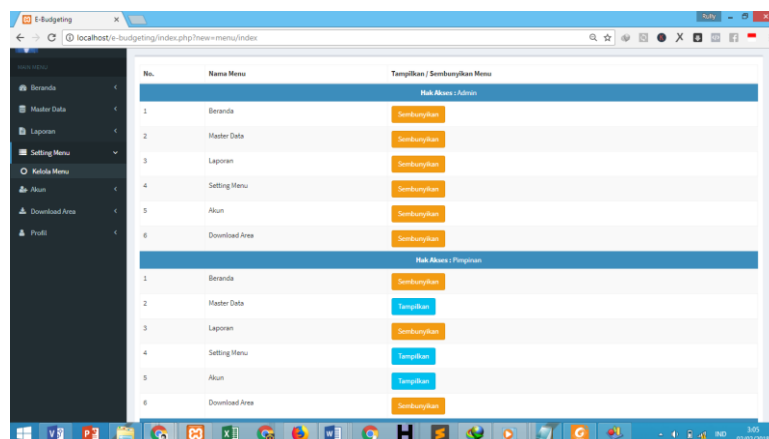 E-Budgeting
Rully
localhost/e-budgeting/index.php?new=menu/index
MAIN MENU
Beranda
Master Data
Laporan
Setting Menu
Kelola Menu
Akun
Download Area
Profil
No. Nama Menu Tampilkan / Sembunyikan Menu
Hak Akses : Admin
1 Beranda Sembunyikan
2 Master Data Sembunyikan
3 Laporan Sembunyikan
4 Setting Menu Sembunyikan
5 Akun Sembunyikan
6 Download Area Sembunyikan
Hak Akses : Pimpinan
1 Beranda Sembunyikan
2 Master Data Tampilkan
3 Laporan Sembunyikan
4 Setting Menu Tampilkan
5 Akun Tampilkan
6 Download Area Sembunyikan
IND 3:05